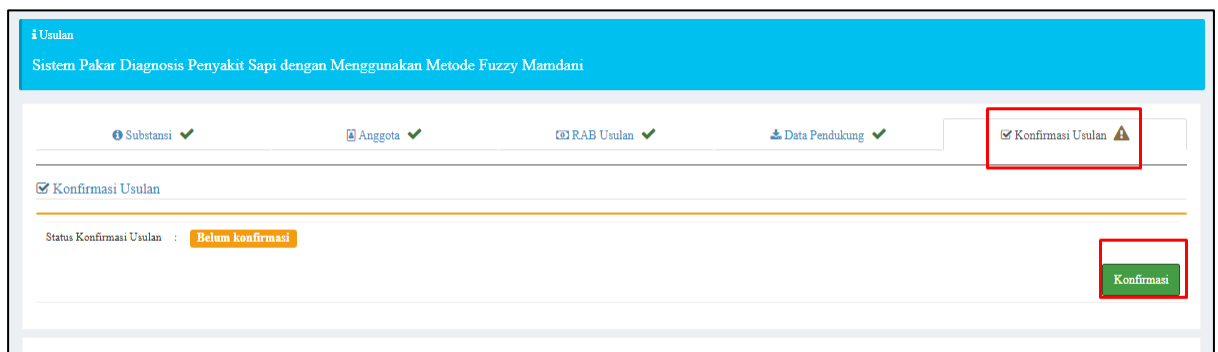 Usulan
Sistem Pakar Diagnosis Penyakit Sapi dengan Menggunakan Metode Fuzzy Mamdani
Substansi Anggota RAB Usulan Data Pendukung Konfirmasi Usulan
Konfirmasi Usulan
Status Konfirmasi Usulan : Belum konfirmasi
Konfirmasi